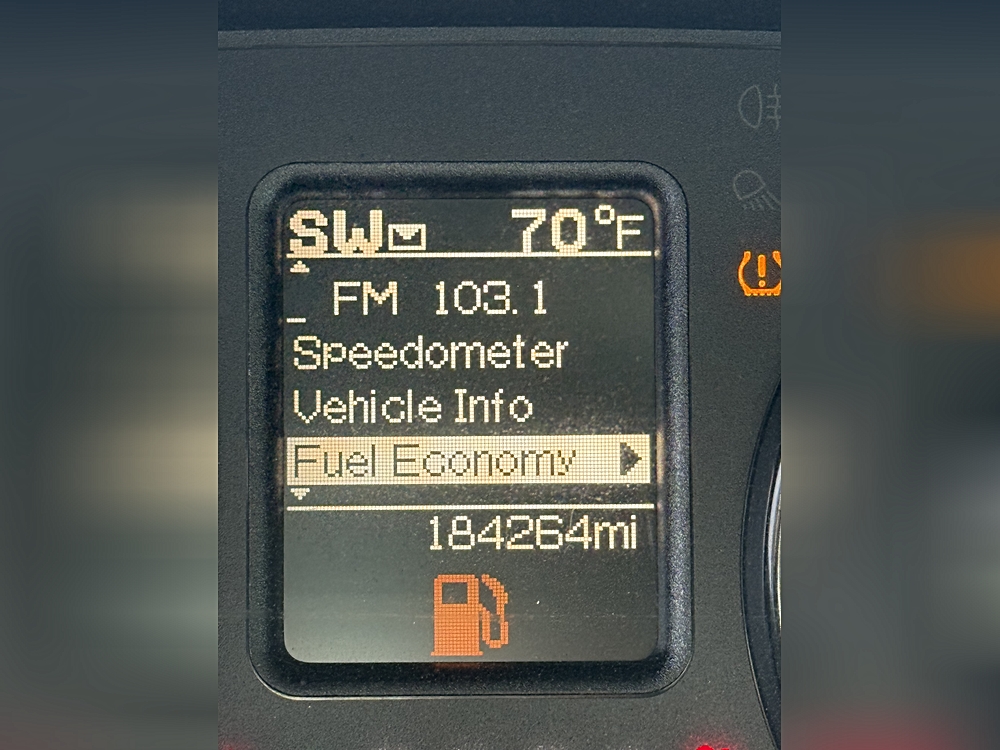 SW 70°F
FM 103.1
Speedometer
Vehicle Info
Fuel Economy
184264mi